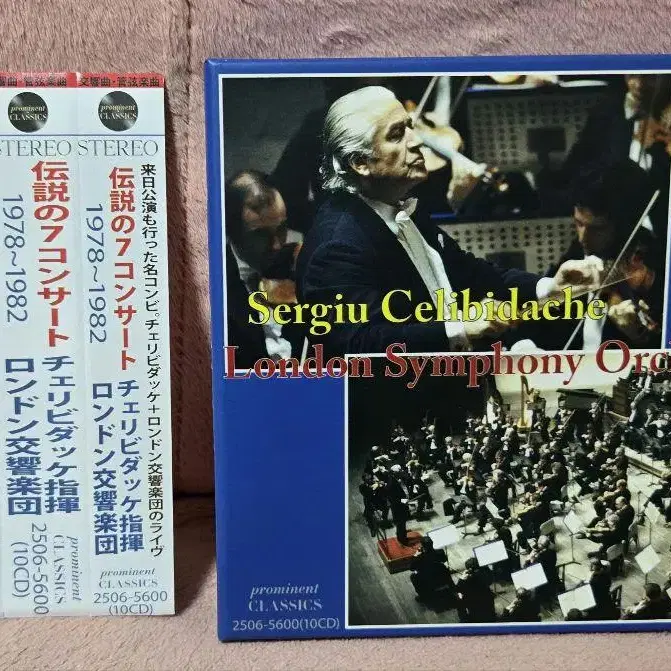 響曲・管弦楽曲
prominent
CLASSICS
STEREO
伝説の7コンサート
1978~1982
チェリビダッケ指揮
ロンドン交響楽団
prominent
CLASSICS
2506-5600
(10CD)
交響曲・管弦楽曲
prominent
CLASSICS
STEREO
来日公演も行った名コンビ。チェリビダッケ+ロンドン交響楽団のライヴ
伝説の7コンサート
1978~1982
チェリビダッケ指揮
ロンドン交響楽団
prominent
CLASSICS
2506-5600
(10CD)
Sergiu Celibidache
London Symphony Orc
prominent
CLASSICS
2506-5600(10CD)